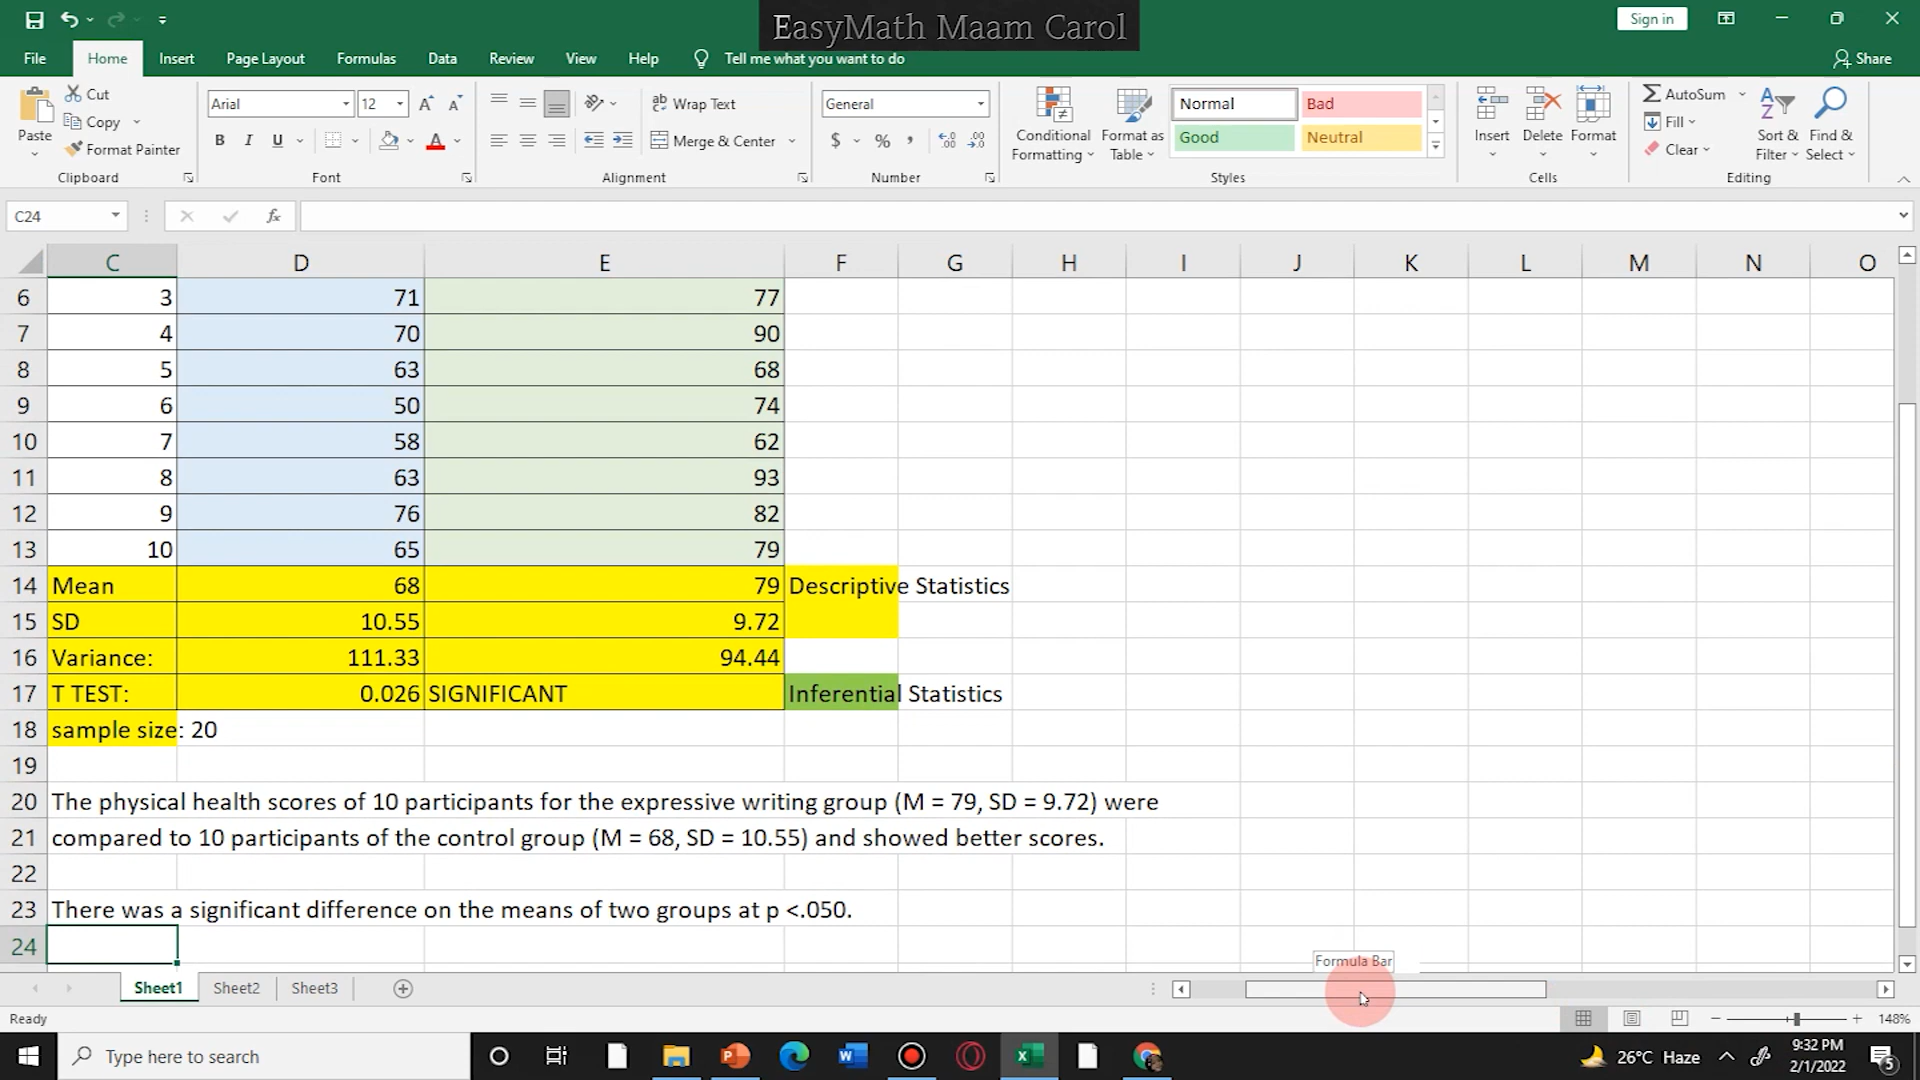 EasyMath Maam Carol
Sign in
File Home Insert Page Layout Formulas Data Review View Help Tell me what you want to do Share
Paste Cut Copy Format Painter Clipboard
Arial 12 A A B I U A Font
ab Wrap Text Merge & Center Alignment
General $ % , Number
Conditional Formatting Format as Table
Normal Bad Good Neutral Styles
Insert Delete Format Cells
AutoSum Fill Clear Sort & Filter Find & Select Editing
C24 fx
C D E F G H I J K L M N O
6 3 71 77
7 4 70 90
8 5 63 68
9 6 50 74
10 7 58 62
11 8 63 93
12 9 76 82
13 10 65 79
14 Mean 68 79 Descriptive Statistics
15 SD 10.55 9.72
16 Variance: 111.33 94.44
17 T TEST: 0.026 SIGNIFICANT Inferential Statistics
18 sample size: 20
19
20 The physical health scores of 10 participants for the expressive writing group (M = 79, SD = 9.72) were
21 compared to 10 participants of the control group (M = 68, SD = 10.55) and showed better scores.
22
23 There was a significant difference on the means of two groups at p <.050.
24
Formula Bar
Sheet1 Sheet2 Sheet3
Ready 148%
Type here to search 26°C Haze 9:32 PM
2/1/2022 5